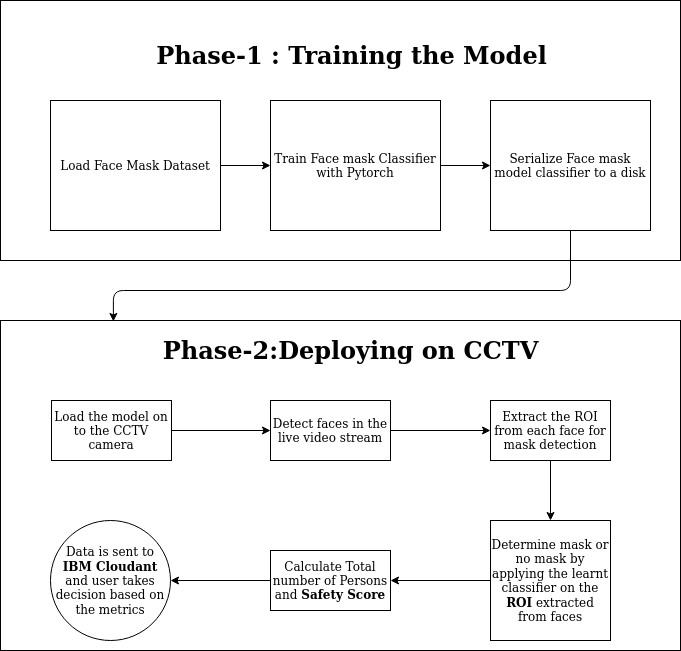 Phase-1 : Training the Model
Load Face Mask Dataset
Train Face mask Classifier
with Pytorch
Serialize Face mask
model classifier to a disk
Phase-2:Deploying on CCTV
Load the model on
to the CCTV
camera
Detect faces in the
live video stream
Extract the ROI
from each face for
mask detection
Determine mask or
no mask by
applying the learnt
classifier on the
ROI extracted
from faces
Calculate Total
number of Persons
and Safety Score
Data is sent to
IBM Cloudant
and user takes
decision based on
the metrics